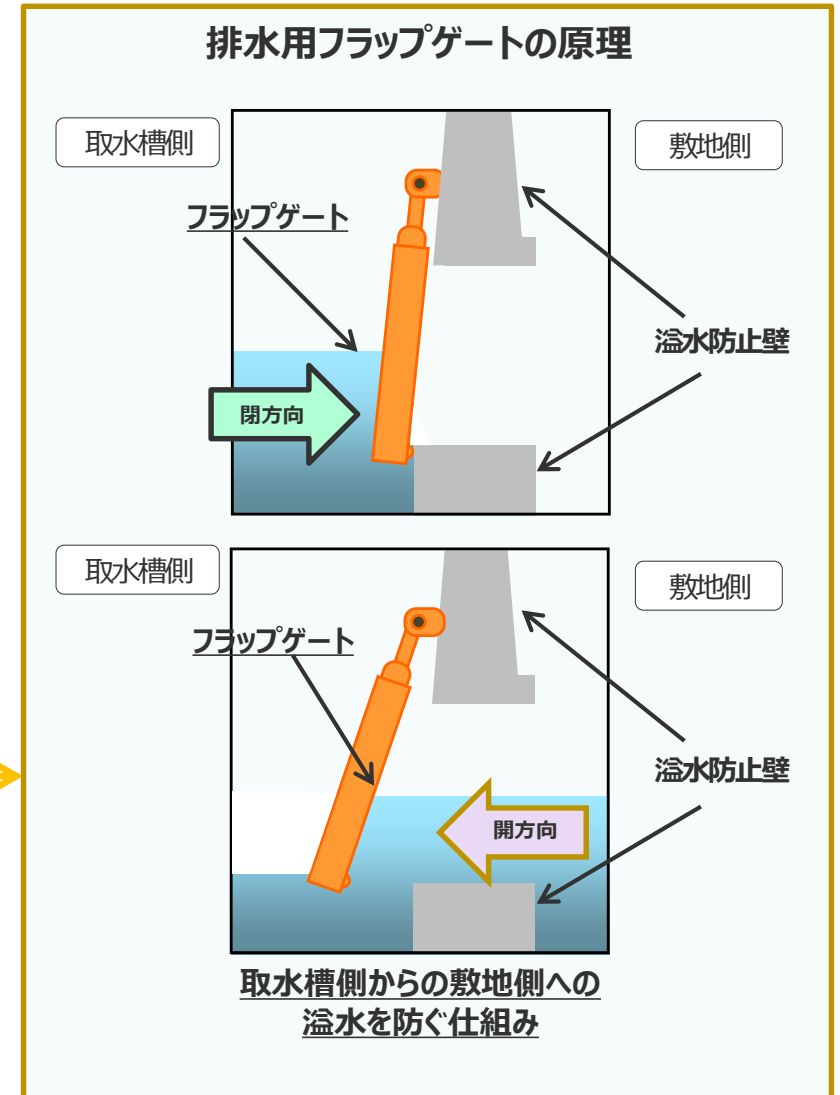 排水用フラップゲートの原理
取水槽側
敷地側
フラップゲート
溢水防止壁
閉方向
取水槽側
敷地側
フラップゲート
溢水防止壁
開方向
取水槽側からの敷地側への
溢水を防ぐ仕組み